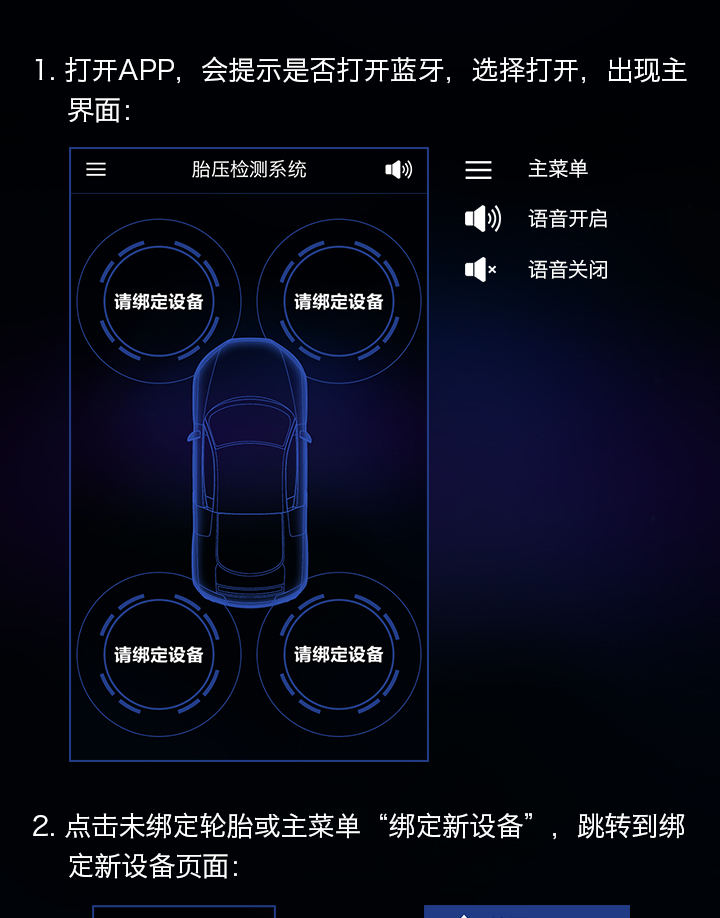 1. 打开APP，会提示是否打开蓝牙，选择打开，出现主
界面：
胎压检测系统
主菜单
语音开启
语音关闭
请绑定设备 请绑定设备
请绑定设备 请绑定设备
2. 点击未绑定轮胎或主菜单“绑定新设备”，跳转到绑
定新设备页面：